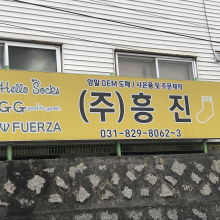 Hello Socks
양말 OEM 도매 / 사은품 및 주문제작
GG
(주)흥진
FUERZA
031-829-8062~3